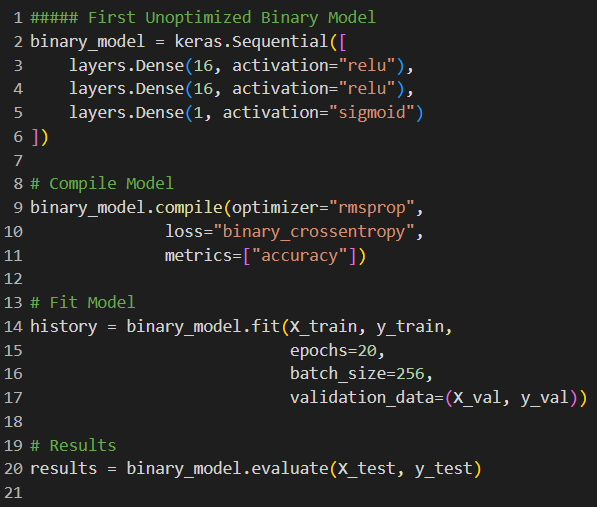 1 ##### First Unoptimized Binary Model
2 binary_model = keras.Sequential([
3     layers.Dense(16, activation="relu"),
4     layers.Dense(16, activation="relu"),
5     layers.Dense(1, activation="sigmoid")
6 ])
7
8 # Compile Model
9 binary_model.compile(optimizer="rmsprop",
10               loss="binary_crossentropy",
11               metrics=["accuracy"])
12
13 # Fit Model
14 history = binary_model.fit(X_train, y_train,
15                            epochs=20,
16                            batch_size=256,
17                            validation_data=(X_val, y_val))
18
19 # Results
20 results = binary_model.evaluate(X_test, y_test)
21